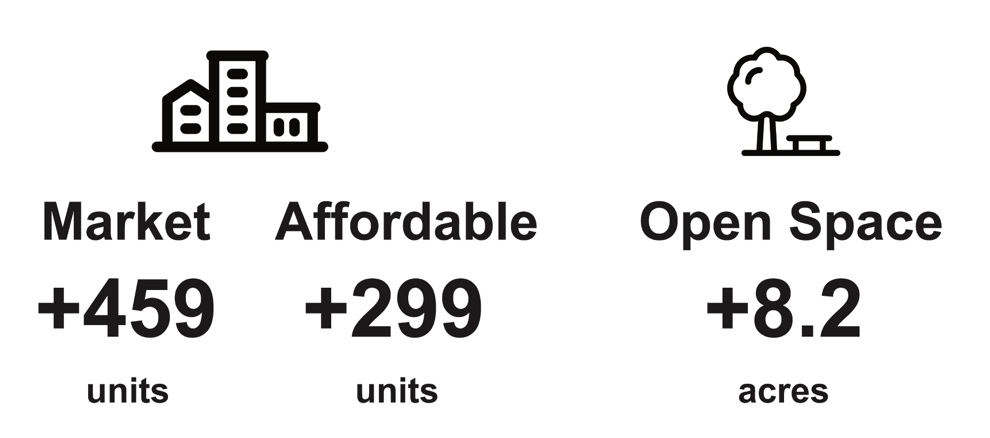 Market Affordable Open Space
+459 +299 +8.2
units units acres